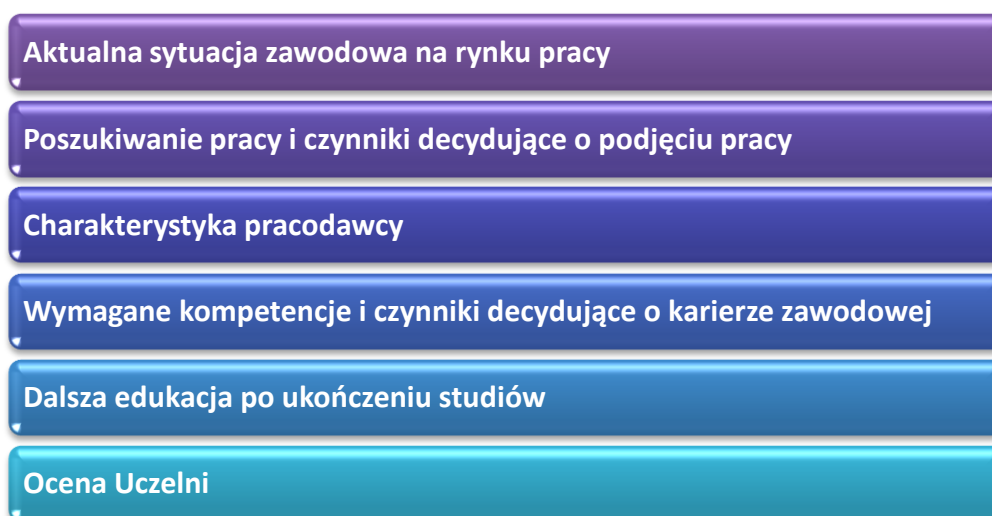 Aktualna sytuacja zawodowa na rynku pracy
Poszukiwanie pracy i czynniki decydujące o podjęciu pracy
Charakterystyka pracodawcy
Wymagane kompetencje i czynniki decydujące o karierze zawodowej
Dalsza edukacja po ukończeniu studiów
Ocena Uczelni